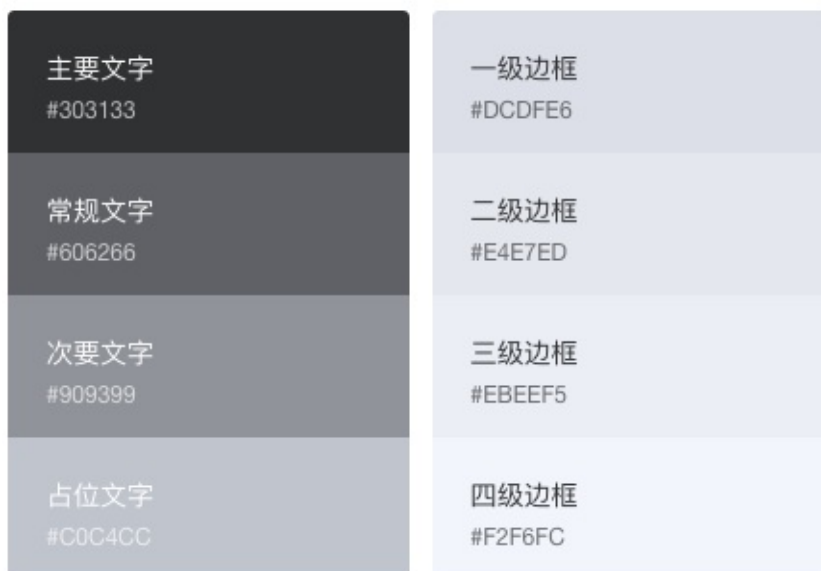 主要文字
#303133
常规文字
#606266
次要文字
#909399
占位文字
#C0C4CC
一级边框
#DCDFE6
二级边框
#E4E7ED
三级边框
#EBEEF5
四级边框
#F2F6FC